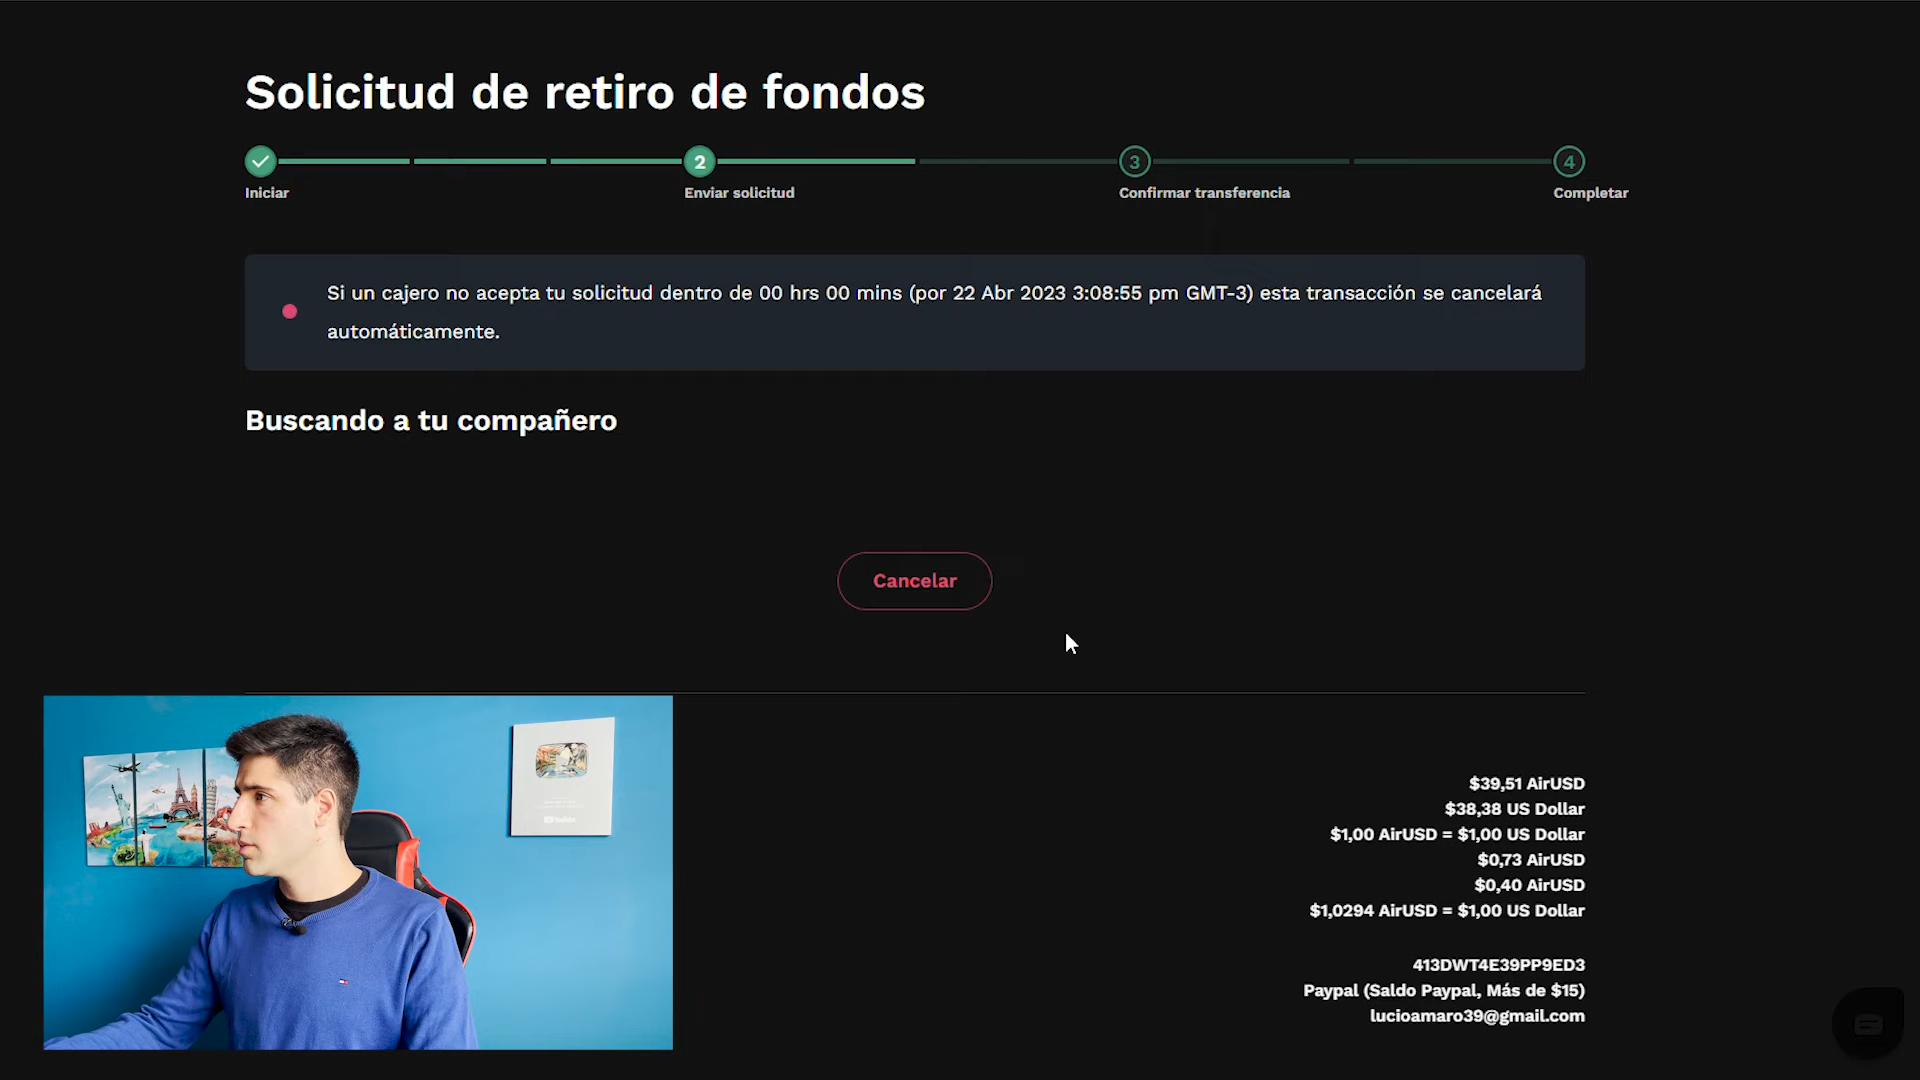 Solicitud de retiro de fondos
2
3
4
Iniciar
Enviar solicitud
Confirmar transferencia
Completar
Si un cajero no acepta tu solicitud dentro de 00 hrs 00 mins (por 22 Abr 2023 3:08:55 pm GMT-3) esta transacción se cancelará
automáticamente.
Buscando a tu compañero
Cancelar
$39,51 AirUSD
$38,38 US Dollar
$1,00 AirUSD = $1,00 US Dollar
$0,73 AirUSD
$0,40 AirUSD
$1,0294 AirUSD = $1,00 US Dollar
413DWT4E39PP9ED3
Paypal (Saldo Paypal, Más de $15)
lucioamaro39@gmail.com